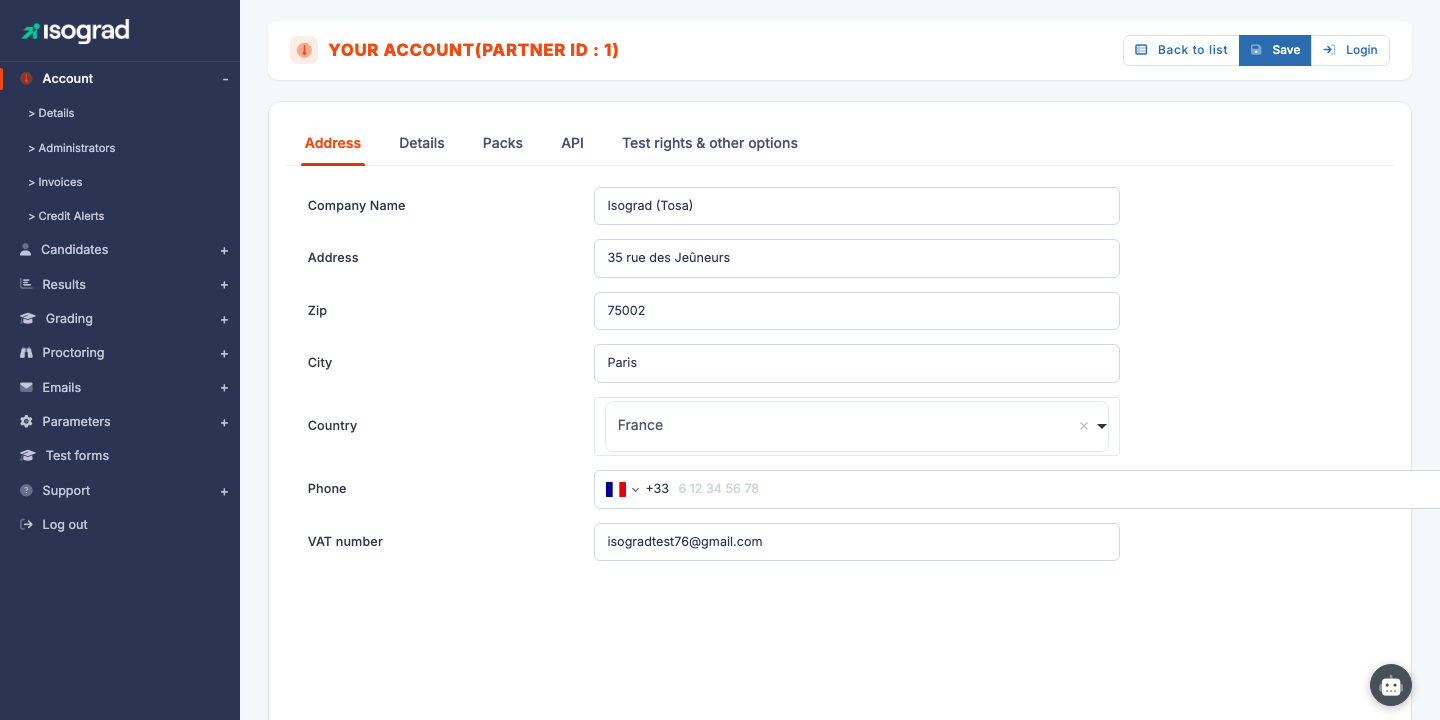 isograd
Account -
> Details
> Administrators
> Invoices
> Credit Alerts
Candidates +
Results +
Grading +
Proctoring +
Emails +
Parameters +
Test forms
Support +
Log out
YOUR ACCOUNT(PARTNER ID : 1)
Back to list Save Login
Address Details Packs API Test rights & other options
Company Name Isograd (Tosa)
Address 35 rue des Jeûneurs
Zip 75002
City Paris
Country France ×
Phone +33 6 12 34 56 78
VAT number isogradtest76@gmail.com